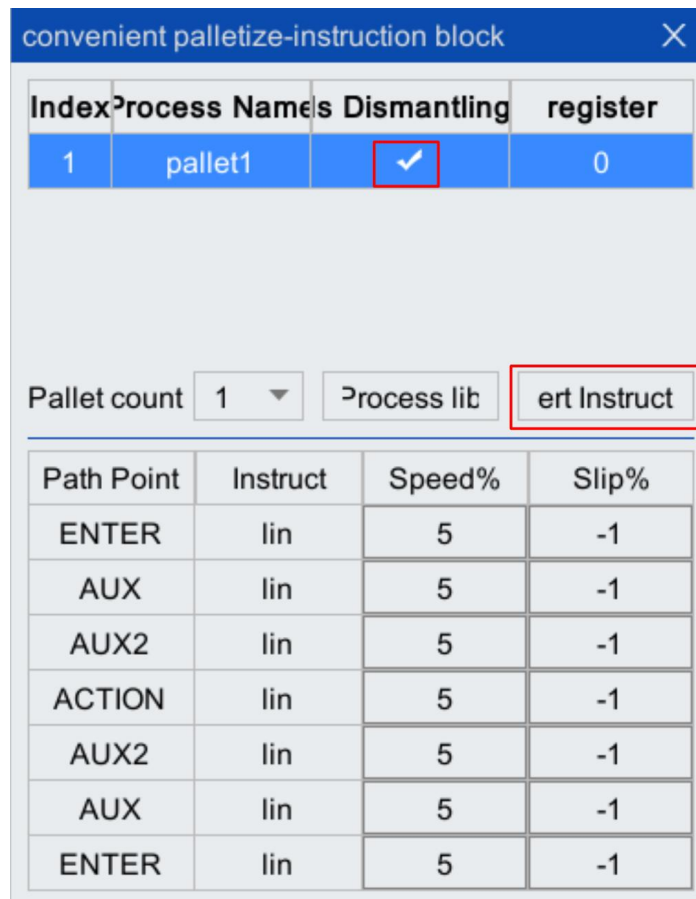 convenient palletize-instruction block
Index Process Name Is Dismantling register
1 pallet1 0
Pallet count 1 Process lib ert Instruct
Path Point Instruct Speed% Slip%
ENTER lin 5 -1
AUX lin 5 -1
AUX2 lin 5 -1
ACTION lin 5 -1
AUX2 lin 5 -1
AUX lin 5 -1
ENTER lin 5 -1